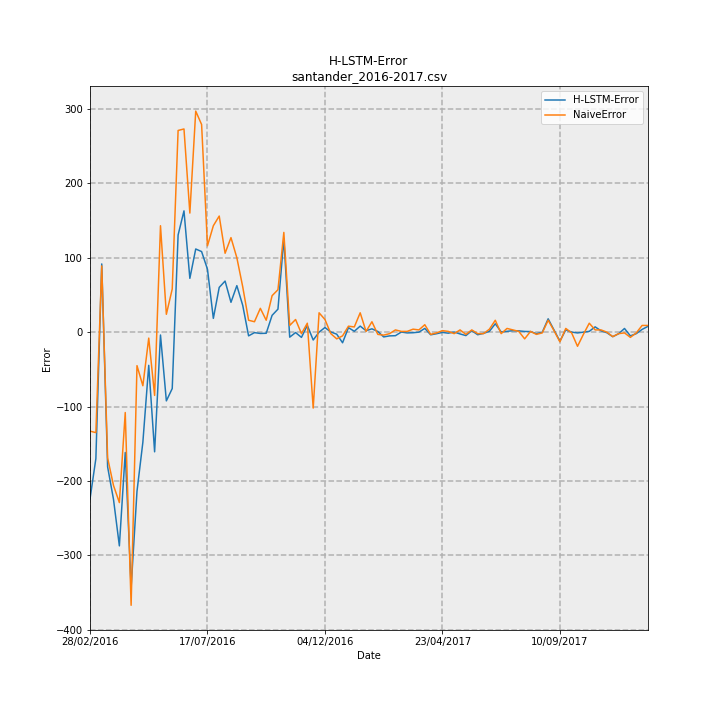 H-LSTM-Error
santander_2016-2017.csv
H-LSTM-Error
NaiveError
300
200
100
0
−100
−200
−300
−400
Error
28/02/2016 17/07/2016 04/12/2016 23/04/2017 10/09/2017
Date